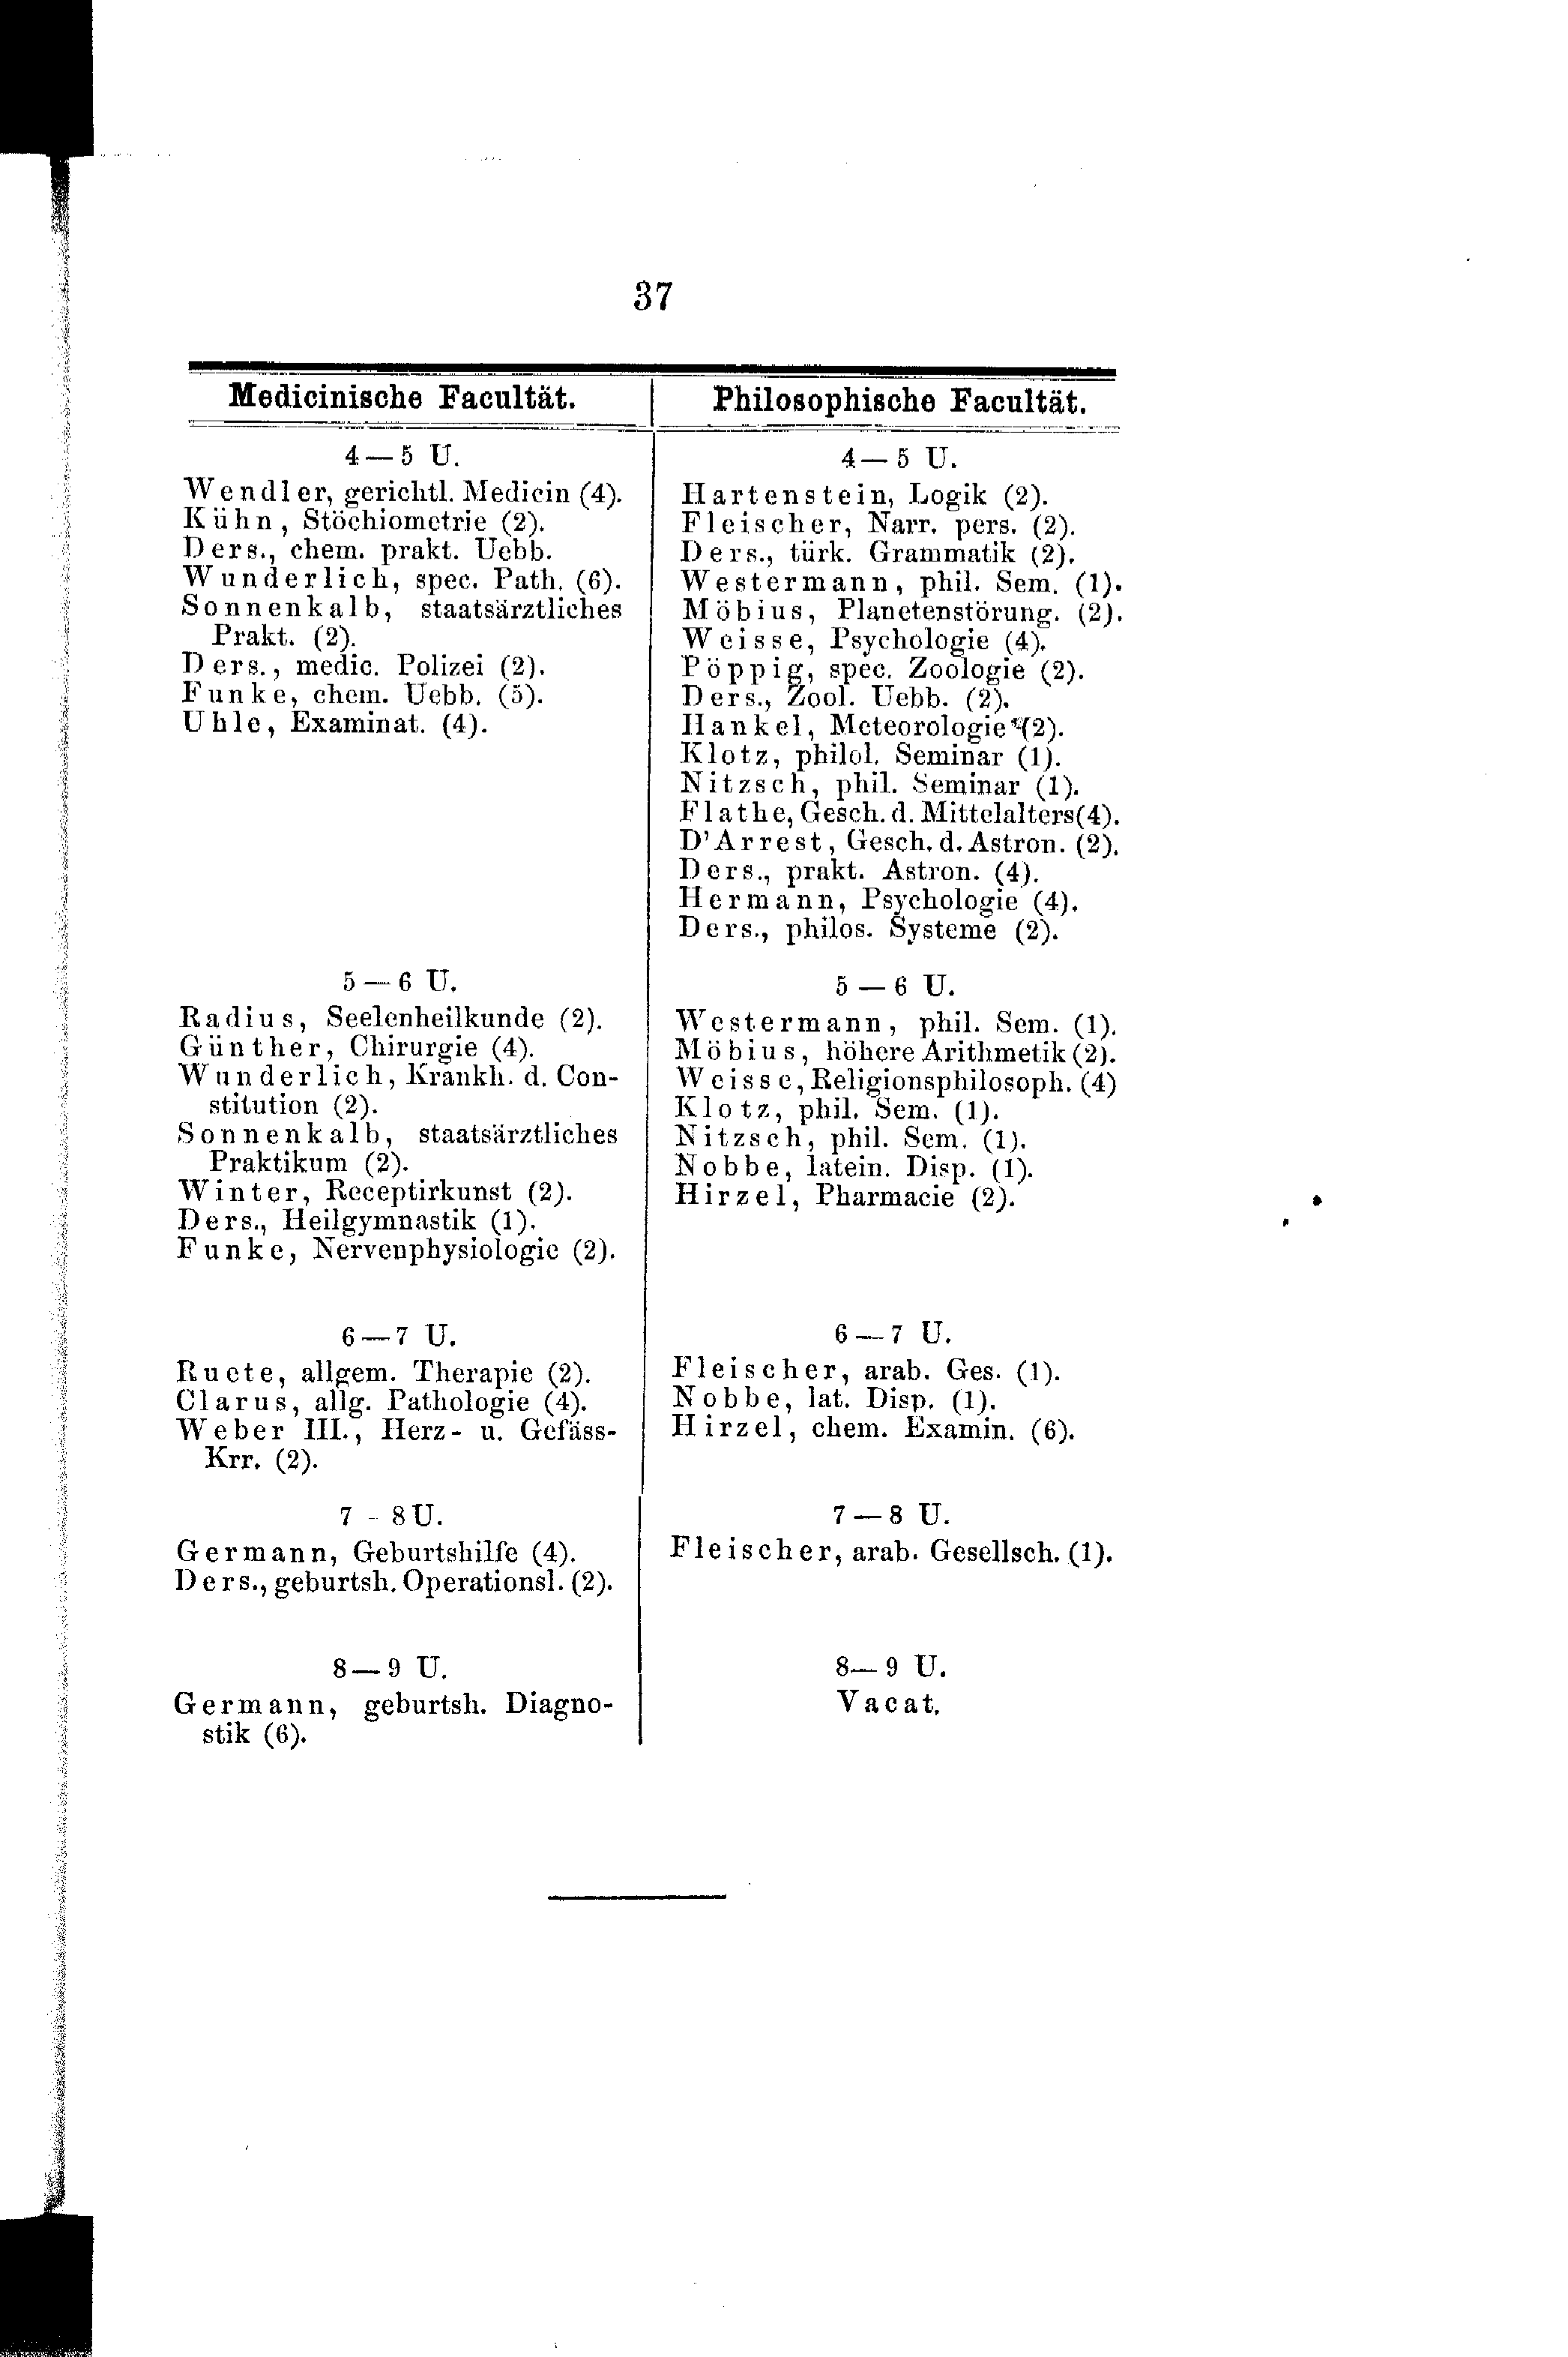 37
Medicinische Facultät.
4—5 U.
Wendler, gerichtl. Medicin (4).
Kühn, Stöchiometrie (2).
Ders., chem. prakt. Uebb.
Wunderlich, spec. Path. (6).
Sonnenkalb, staatsärztliches
Prakt. (2).
Ders., medic. Polizei (2).
Funke, chem. Uebb. (5).
Uhle, Examinat. (4).
5—6 U.
Radius, Seelenheilkunde (2).
Günther, Chirurgie (4).
Wunderlich, Krankh. d. Con-
stitution (2).
Sonnenkalb, staatsärztliches
Praktikum (2).
Winter, Receptirkunst (2).
Ders., Heilgymnastik (1).
Funke, Nervenphysiologie (2).
6—7 U.
Ruete, allgem. Therapie (2).
Clarus, allg. Pathologie (4).
Weber III., Herz- u. Gefäss-
Krr. (2).
7 - 8 U.
Germann, Geburtshilfe (4).
Ders., geburtsh. Operationsl. (2).
8—9 U.
Germann, geburtsh. Diagno-
stik (6).
Philosophische Facultät.
4—5 U.
Hartenstein, Logik (2).
Fleischer, Narr. pers. (2).
Ders., türk. Grammatik (2).
Westermann, phil. Sem. (1).
Möbius, Planetenstörung. (2).
Weisse, Psychologie (4).
Pöppig, spec. Zoologie (2).
Ders., Zool. Uebb. (2).
Hankel, Meteorologie (2).
Klotz, philol. Seminar (1).
Nitzsch, phil. Seminar (1).
Flathe, Gesch. d. Mittelalters (4).
D'Arrest, Gesch. d. Astron. (2).
Ders., prakt. Astron. (4).
Hermann, Psychologie (4).
Ders., philos. Systeme (2).
5—6 U.
Westermann, phil. Sem. (1).
Möbius, höhere Arithmetik (2).
Weisse, Religionsphilosoph. (4)
Klotz, phil. Sem. (1).
Nitzsch, phil. Sem. (1).
Nobbe, latein. Disp. (1).
Hirzel, Pharmacie (2).
6—7 U.
Fleischer, arab. Ges. (1).
Nobbe, lat. Disp. (1).
Hirzel, chem. Examin. (6).
7—8 U.
Fleischer, arab. Gesellsch. (1).
8—9 U.
Vacat.